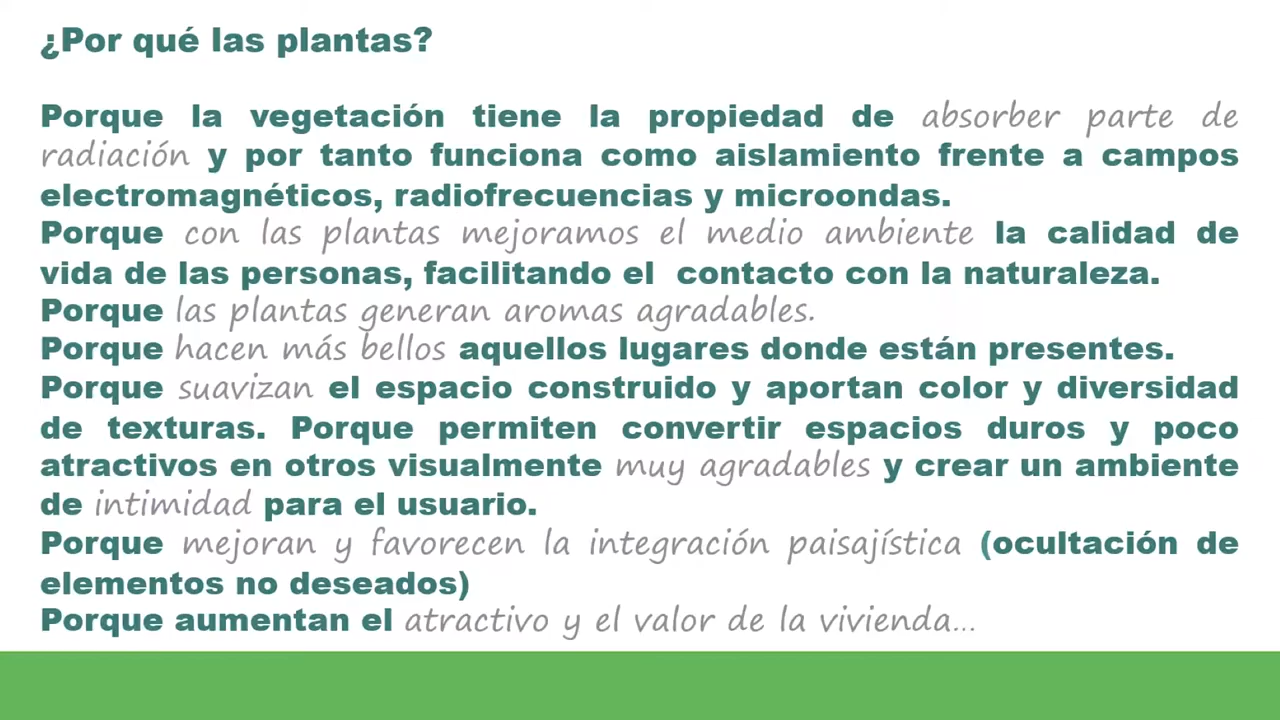 ¿Por qué las plantas?
Porque la vegetación tiene la propiedad de absorber parte de
radiación y por tanto funciona como aislamiento frente a campos
electromagnéticos, radiofrecuencias y microondas.
Porque con las plantas mejoramos el medio ambiente la calidad de
vida de las personas, facilitando el contacto con la naturaleza.
Porque las plantas generan aromas agradables.
Porque hacen más bellos aquellos lugares donde están presentes.
Porque suavizan el espacio construido y aportan color y diversidad
de texturas. Porque permiten convertir espacios duros y poco
atractivos en otros visualmente muy agradables y crear un ambiente
de intimidad para el usuario.
Porque mejoran y favorecen la integración paisajística (ocultación de
elementos no deseados)
Porque aumentan el atractivo y el valor de la vivienda...